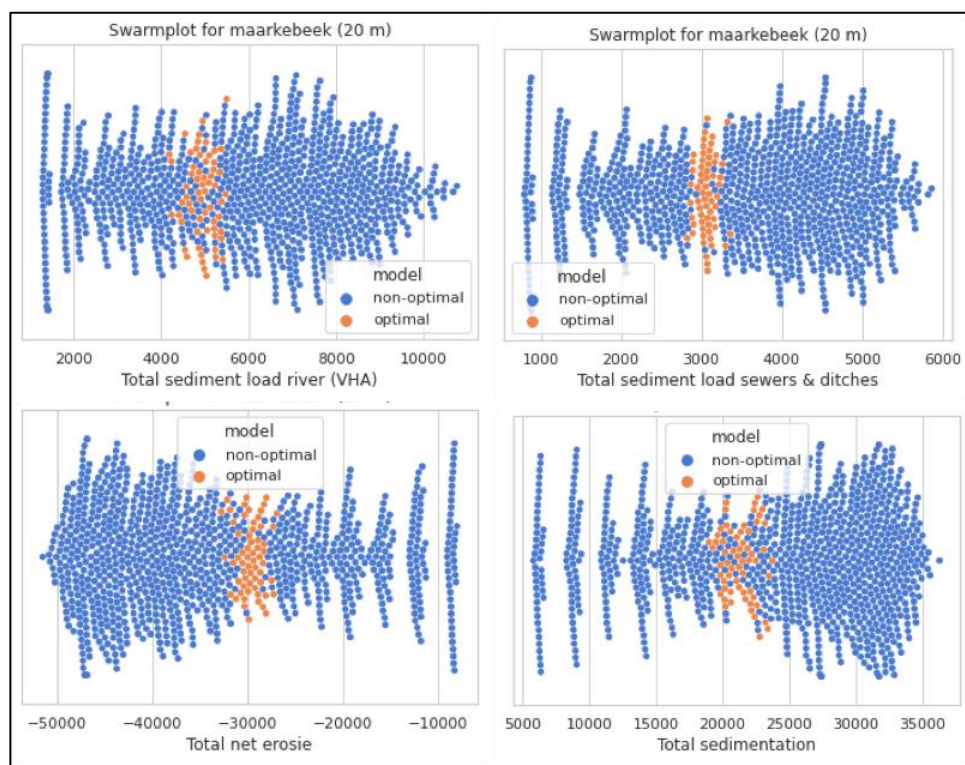 Swarmplot for maarkebeek (20 m)
model
non-optimal
optimal
2000 4000 6000 8000 10000
Total sediment load river (VHA)
Swarmplot for maarkebeek (20 m)
model
non-optimal
optimal
1000 2000 3000 4000 5000 6000
Total sediment load sewers & ditches
model
non-optimal
optimal
−50000 −40000 −30000 −20000 −10000
Total net erosie
model
non-optimal
optimal
5000 10000 15000 20000 25000 30000 35000
Total sedimentation